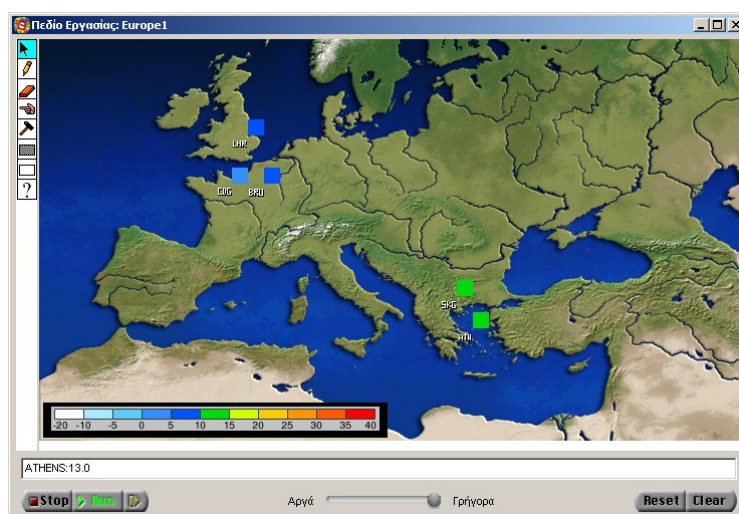 Πεδίο Εργασίας: Europe1
?
LHR
CDG BRU
SKG
ATH
-20 -10 -5 0 5 10 15 20 25 30 35 40
ATHENS:13.0
Stop Run Αργά Γρήγορα Reset Clear